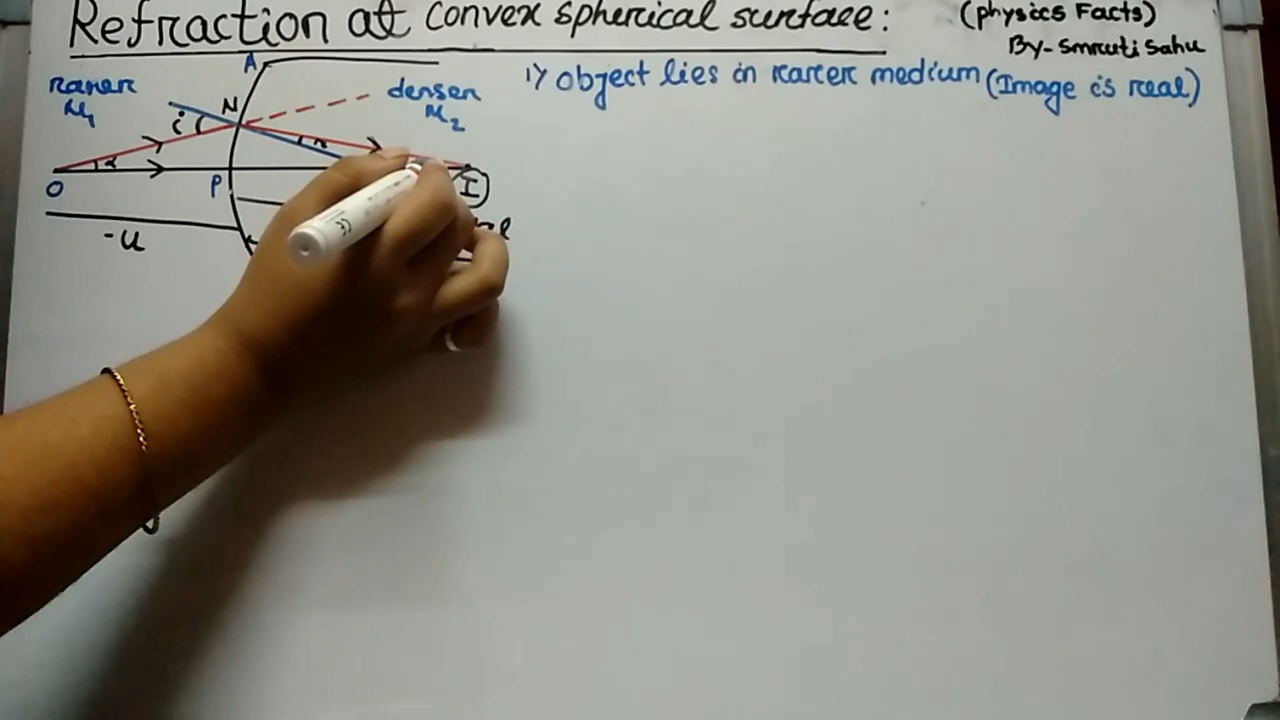 Refraction at convex spherical surface:
(physics Facts)
By-Smruti Sahu
1) object lies in rarer medium (Image is real)
A
Rarer
μ1
denser
μ2
N
i
r
α
O
P
I
-u